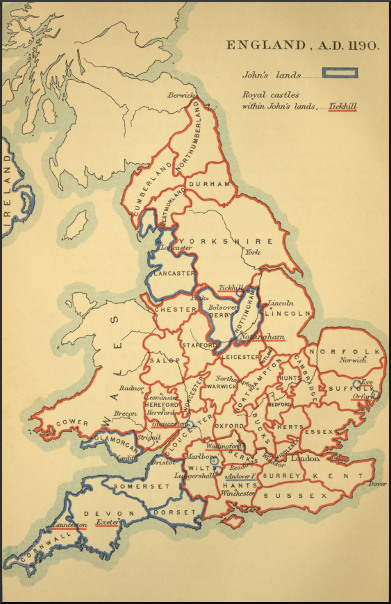 ENGLAND, A.D. 1190.
John's lands
Royal castles
within John's lands, Tickhill
Berwick
NORTHUMBERLAND
CUMBERLAND
DURHAM
WESTMORLAND
IRELAND
YORKSHIRE
Lancaster
York
LANCASTER
Tickhill
Peak
Bolsover
Lincoln
CHESTER
DERBY
NOTTINGHAM
LINCOLN
Nottingham
STAFFORD
WALES
SALOP
LEICESTER
NORFOLK
Norwich
Radnor
WORCESTER
WARWICK
NORTHAMPTON
HUNTS
CAMBRIDGE
SUFFOLK
Eye
Orford
Leominster
HEREFORD
Hereford
BEDFORD
Brecon
Gloucester
GLOUCESTER
OXFORD
BUCKS
HERTS
ESSEX
GOWER
GLAMORGAN
Striguil
Wallingford
MIDDLESEX
London
Cardiff
Bristol
Marlboro
BERKS
Windsor
WILTS
Ludgershall
SURREY
KENT
Dover
SOMERSET
HANTS
Winchester
SUSSEX
DEVON
DORSET
Launceston
Exeter
CORNWALL